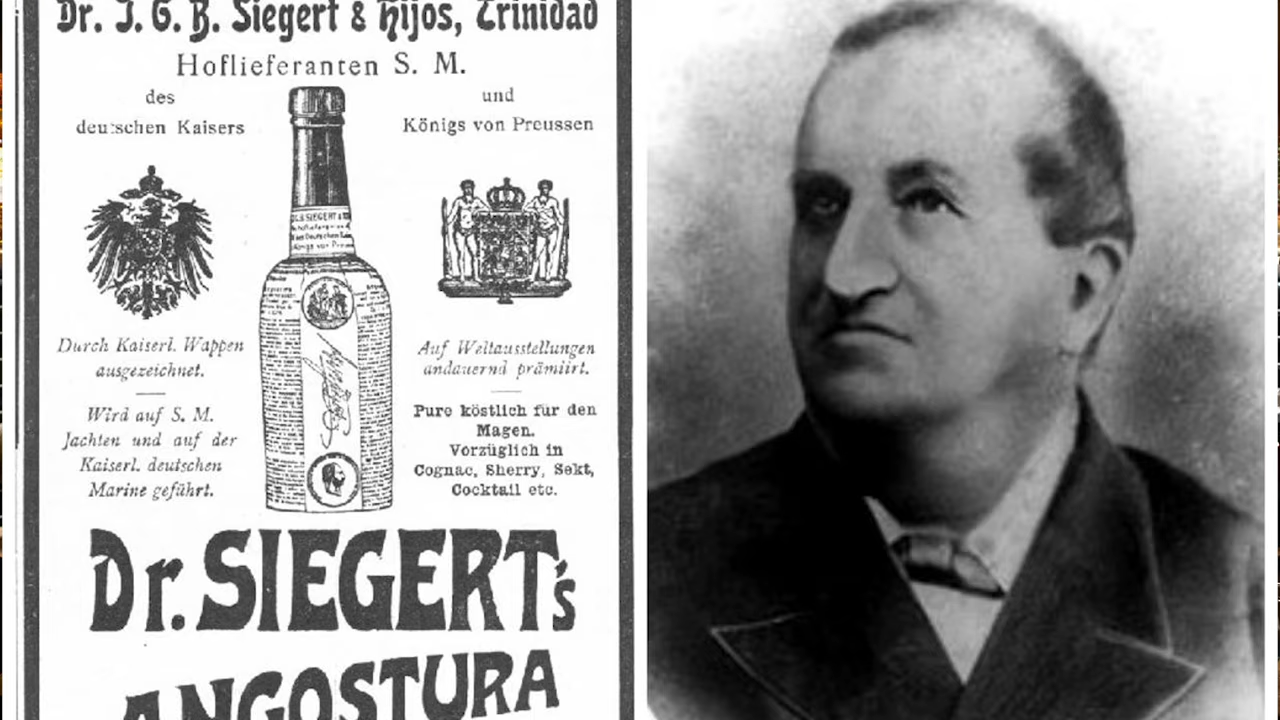 Dr. J. G. B. Siegert & Hijos, Trinidad
Hoflieferanten S. M.
des
deutschen Kaisers
und
Königs von Preussen
Durch Kaiserl. Wappen
ausgezeichnet.
Wird auf S. M.
Jachten und auf der
Kaiserl. deutschen
Marine geführt.
Auf Weltausstellungen
andauernd prämiirt.
Pure köstlich für den
Magen.
Vorzüglich in
Cognac, Sherry, Sekt,
Cocktail etc.
Dr. SIEGERT's
ANGOSTURA